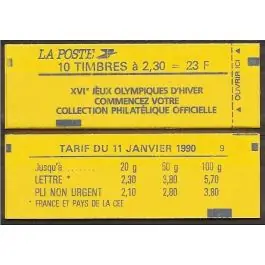 LA POSTE
10 TIMBRES à 2,30 = 23 F
OUVRIR ICI
XVIᵉ JEUX OLYMPIQUES D'HIVER
COMMENCEZ VOTRE
COLLECTION PHILATÉLIQUE OFFICIELLE
TARIF DU 11 JANVIER 1990 9
Jusqu'à...... 20 g 50 g 100 g
LETTRE * 2,30 3,80 5,70
PLI NON URGENT 2,10 2,80 3,80
* FRANCE ET PAYS DE LA CEE